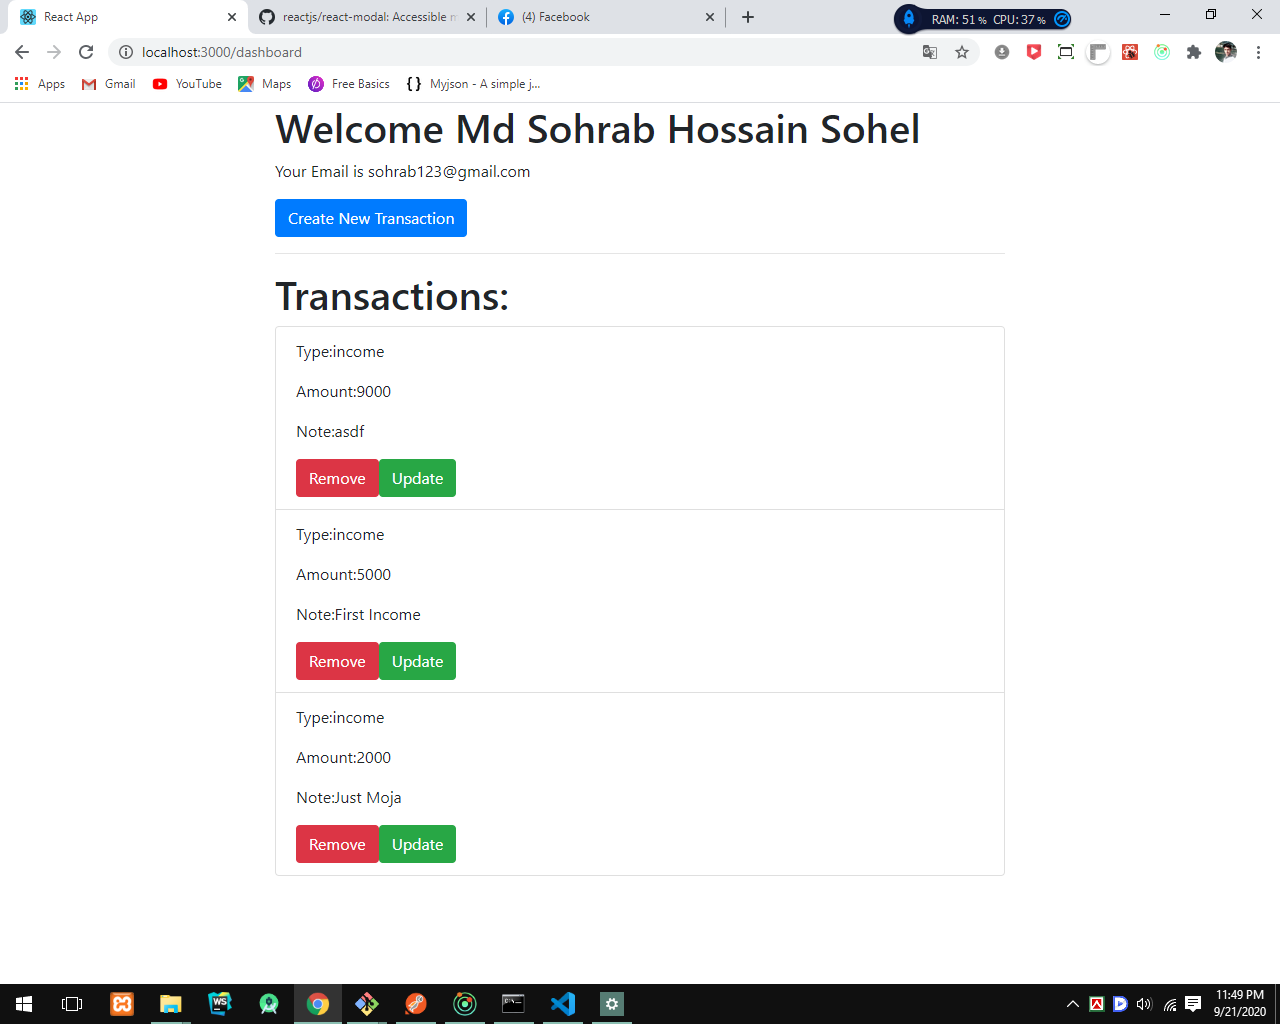 React App
reactjs/react-modal: Accessible m
(4) Facebook
RAM: 51 % CPU: 37 %
localhost:3000/dashboard
Apps
Gmail
YouTube
Maps
Free Basics
{ } Myjson - A simple j...
Welcome Md Sohrab Hossain Sohel
Your Email is sohrab123@gmail.com
Create New Transaction
Transactions:
Type:income
Amount:9000
Note:asdf
Remove Update
Type:income
Amount:5000
Note:First Income
Remove Update
Type:income
Amount:2000
Note:Just Moja
Remove Update
WS
11:49 PM
9/21/2020